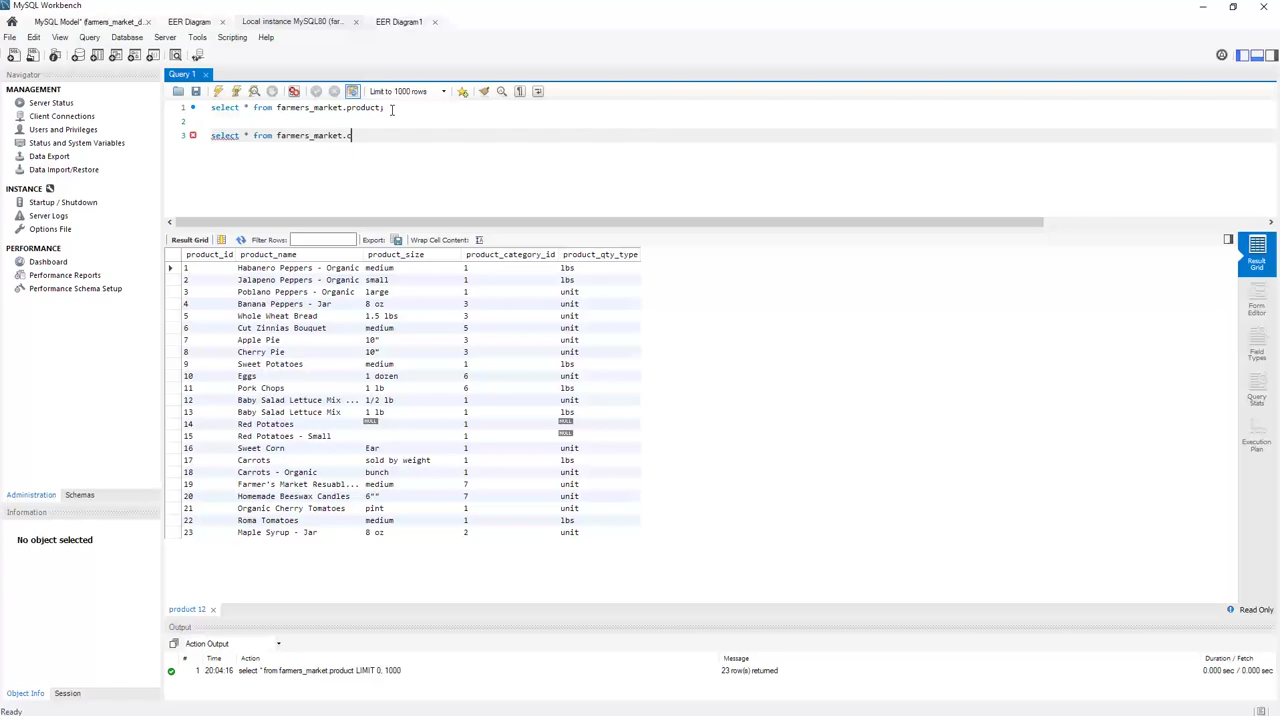 MySQL Workbench
MySQL Model* (farmers_market_d... EER Diagram Local instance MySQL80 (far... EER Diagram1
File Edit View Query Database Server Tools Scripting Help
Navigator
MANAGEMENT
Server Status
Client Connections
Users and Privileges
Status and System Variables
Data Export
Data Import/Restore
INSTANCE
Startup / Shutdown
Server Logs
Options File
PERFORMANCE
Dashboard
Performance Reports
Performance Schema Setup
Administration Schemas
Information
No object selected
Object Info Session
Ready
Query 1
Limit to 1000 rows
1 select * from farmers_market.product;
2
3 select * from farmers_market.c
Result Grid Filter Rows: Export: Wrap Cell Content:
product_id product_name product_size product_category_id product_qty_type
1 Habanero Peppers - Organic medium 1 lbs
2 Jalapeno Peppers - Organic small 1 lbs
3 Poblano Peppers - Organic large 1 unit
4 Banana Peppers - Jar 8 oz 3 unit
5 Whole Wheat Bread 1.5 lbs 3 unit
6 Cut Zinnias Bouquet medium 5 unit
7 Apple Pie 10" 3 unit
8 Cherry Pie 10" 3 unit
9 Sweet Potatoes medium 1 lbs
10 Eggs 1 dozen 6 unit
11 Pork Chops 1 lb 6 lbs
12 Baby Salad Lettuce Mix ... 1/2 lb 1 unit
13 Baby Salad Lettuce Mix 1 lb 1 lbs
14 Red Potatoes NULL 1 NULL
15 Red Potatoes - Small 1 NULL
16 Sweet Corn Ear 1 unit
17 Carrots sold by weight 1 lbs
18 Carrots - Organic bunch 1 unit
19 Farmer's Market Resuabl... medium 7 unit
20 Homemade Beeswax Candles 6"" 7 unit
21 Organic Cherry Tomatoes pint 1 unit
22 Roma Tomatoes medium 1 lbs
23 Maple Syrup - Jar 8 oz 2 unit
Result
Grid
Form
Editor
Field
Types
Query
Stats
Execution
Plan
product 12 Read Only
Output
Action Output
# Time Action Message Duration / Fetch
1 20:04:16 select * from farmers_market.product LIMIT 0, 1000 23 row(s) returned 0.000 sec / 0.000 sec